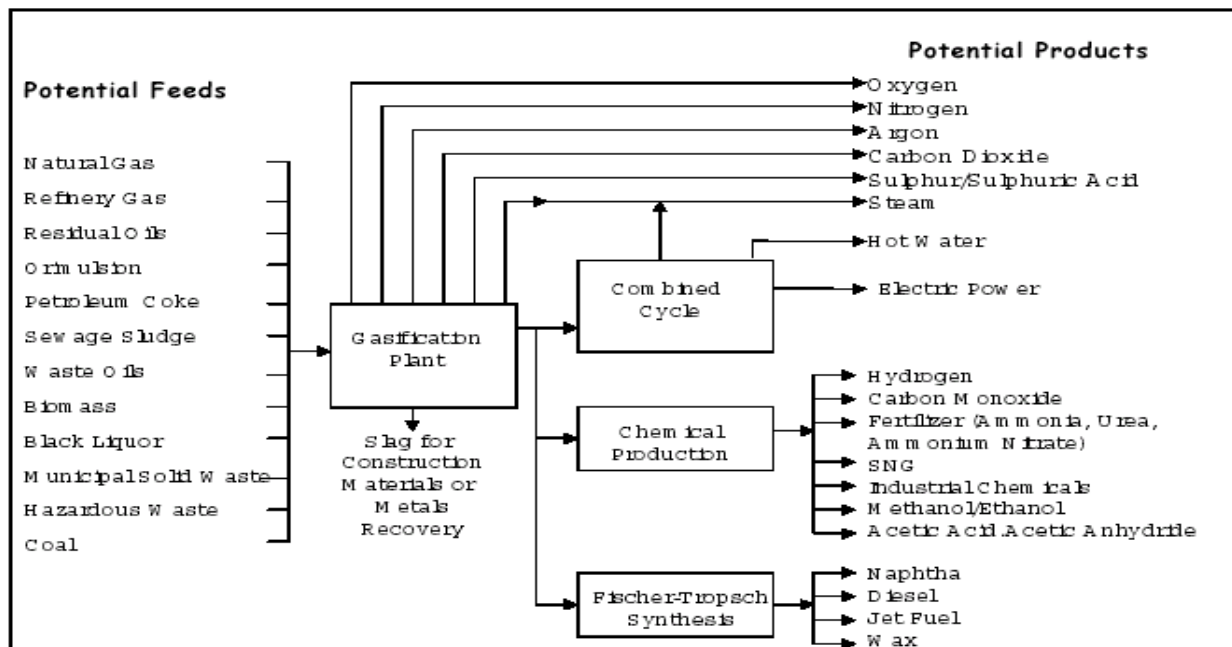 Potential Products
Potential Feeds
Oxygen
Nitrogen
Argon
Carbon Dioxide
Sulphur/Sulphuric Acid
Steam
Hot Water
Electric Power
Natural Gas
Refinery Gas
Residual Oils
Orimulsion
Petroleum Coke
Sewage Sludge
Waste Oils
Biomass
Black Liquor
Municipal Solid Waste
Hazardous Waste
Coal
Gasification
Plant
Slag for
Construction
Materials or
Metals
Recovery
Combined
Cycle
Chemical
Production
Fischer-Tropsch
Synthesis
Hydrogen
Carbon Monoxide
Fertilizer (Ammonia, Urea,
Ammonium Nitrate)
SNG
Industrial Chemicals
Methanol/Ethanol
Acetic Acid.Acetic Anhydride
Naphtha
Diesel
Jet Fuel
Wax